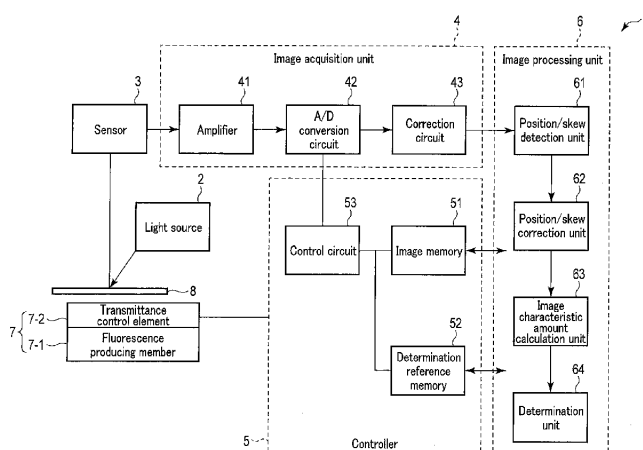 4
6
Image acquisition unit
Image processing unit
3
41
42
43
61
Sensor
Amplifier
A/D
conversion
circuit
Correction
circuit
Position/skew
detection unit
2
53
51
62
Light source
Control circuit
Image memory
Position/skew
correction unit
8
63
7
7-2
Transmittance
control element
7-1
Fluorescence
producing member
Image
characteristic
amount
calculation unit
52
Determination
reference
memory
64
Determination
unit
5
Controller